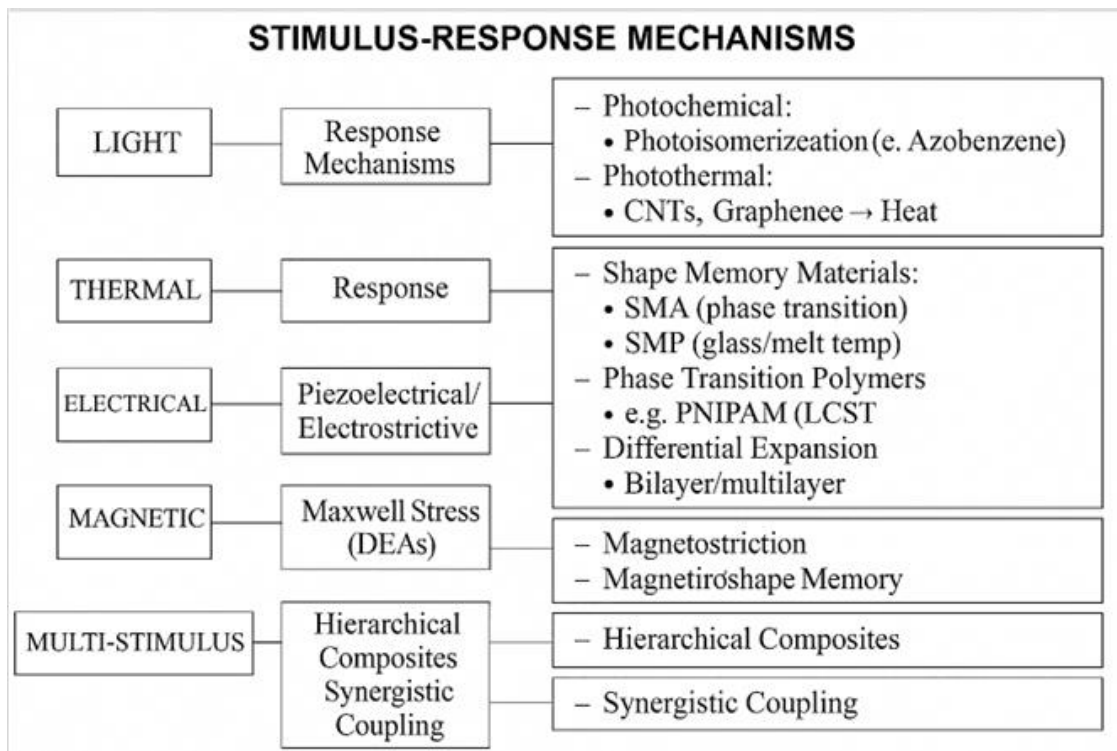 STIMULUS-RESPONSE MECHANISMS
LIGHT
Response
Mechanisms
– Photochemical:
• Photoisomerizeation (e. Azobenzene)
– Photothermal:
• CNTs, Graphenee → Heat
THERMAL
Response
– Shape Memory Materials:
• SMA (phase transition)
• SMP (glass/melt temp)
– Phase Transition Polymers
• e.g. PNIPAM (LCST
– Differential Expansion
• Bilayer/multilayer
ELECTRICAL
Piezoelectrical/
Electrostrictive
MAGNETIC
Maxwell Stress
(DEAs)
– Magnetostriction
– Magnetiroshape Memory
MULTI-STIMULUS
Hierarchical
Composites
Synergistic
Coupling
– Hierarchical Composites
– Synergistic Coupling